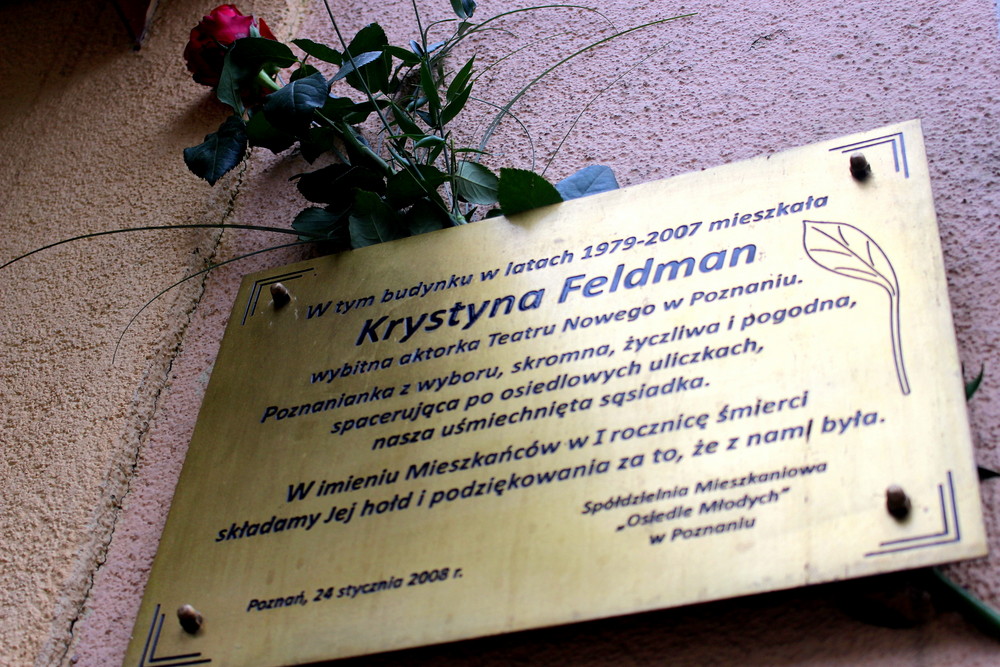 W tym budynku w latach 1979-2007 mieszkała
Krystyna Feldman
wybitna aktorka Teatru Nowego w Poznaniu.
Poznanianka z wyboru, skromna, życzliwa i pogodna,
spacerująca po osiedlowych uliczkach,
nasza uśmiechnięta sąsiadka.
W imieniu Mieszkańców w I rocznicę śmierci
składamy Jej hołd i podziękowania za to, że z nami była.
Spółdzielnia Mieszkaniowa
„Osiedle Młodych”
w Poznaniu
Poznań, 24 stycznia 2008 r.